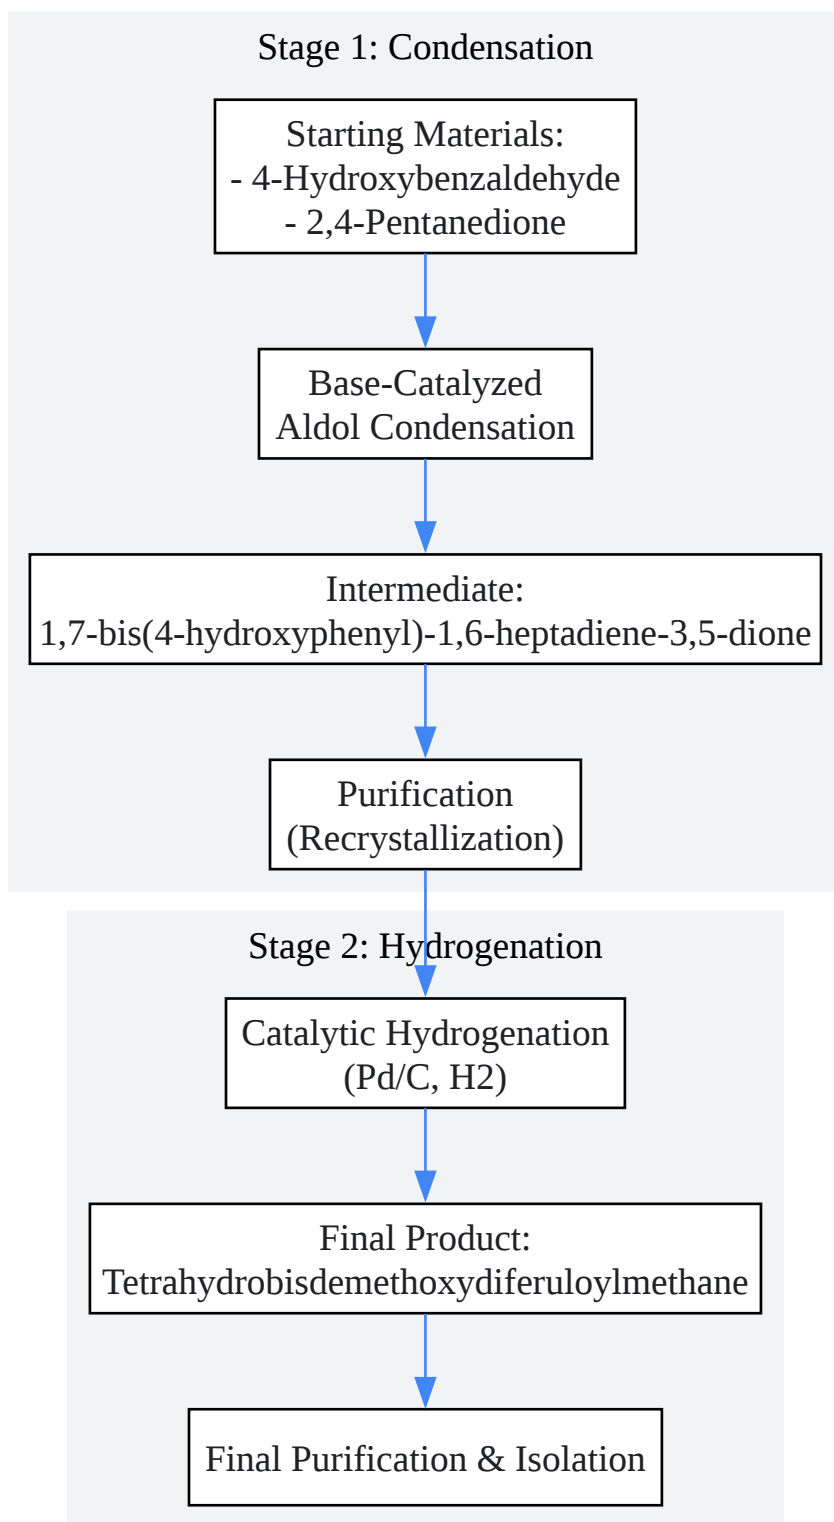 Stage 1: Condensation
Starting Materials:
- 4-Hydroxybenzaldehyde
- 2,4-Pentanedione
Base-Catalyzed
Aldol Condensation
Intermediate:
1,7-bis(4-hydroxyphenyl)-1,6-heptadiene-3,5-dione
Purification
(Recrystallization)
Stage 2: Hydrogenation
Catalytic Hydrogenation
(Pd/C, H2)
Final Product:
Tetrahydrobisdemethoxydiferuloylmethane
Final Purification & Isolation